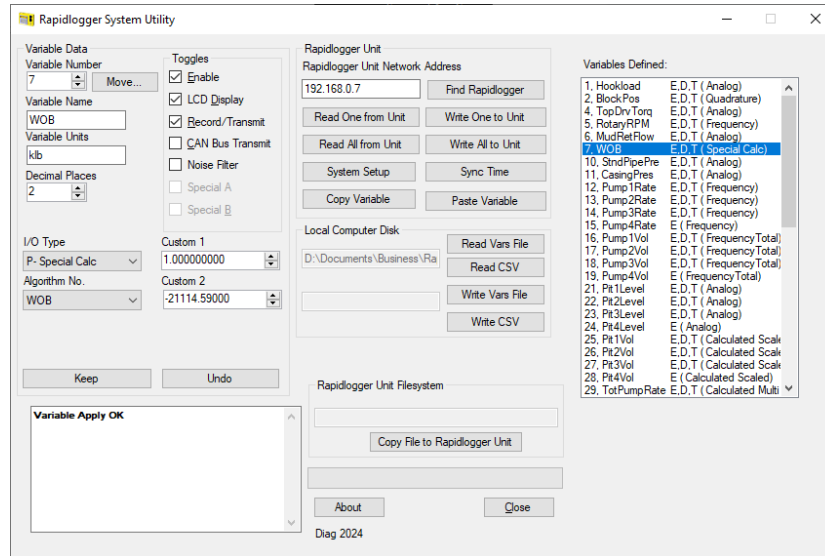 Rapidlogger System Utility
Variable Data
Variable Number
7
Move...
Variable Name
WOB
Variable Units
klb
Decimal Places
2
Toggles
Enable
LCD Display
Record/Transmit
CAN Bus Transmit
Noise Filter
Special A
Special B
I/O Type
P- Special Calc
Algorithm No.
WOB
Custom 1
1.000000000
Custom 2
-21114.59000
Keep
Undo
Variable Apply OK
Rapidlogger Unit
Rapidlogger Unit Network Address
192.168.0.7
Find Rapidlogger
Read One from Unit
Write One to Unit
Read All from Unit
Write All to Unit
System Setup
Sync Time
Copy Variable
Paste Variable
Local Computer Disk
D:\Documents\Business\Ra
Read Vars File
Read CSV
Write Vars File
Write CSV
Rapidlogger Unit Filesystem
Copy File to Rapidlogger Unit
About
Close
Diag 2024
Variables Defined:
1, Hookload E,D,T ( Analog)
2, BlockPos E,D,T ( Quadrature)
4, TopDrvTorq E,D,T ( Analog)
5, RotaryRPM E,D,T ( Frequency)
6, MudRetFlow E,D,T ( Analog)
7, WOB E,D,T ( Special Calc)
10, StndPipePre E,D,T ( Analog)
11, CasingPres E,D,T ( Analog)
12, Pump1Rate E,D,T ( Frequency)
13, Pump2Rate E,D,T ( Frequency)
14, Pump3Rate E,D,T ( Frequency)
15, Pump4Rate E ( Frequency)
16, Pump1Vol E,D,T ( FrequencyTotal)
17, Pump2Vol E,D,T ( FrequencyTotal)
18, Pump3Vol E,D,T ( FrequencyTotal)
19, Pump4Vol E ( FrequencyTotal)
21, Pit1Level E,D,T ( Analog)
22, Pit2Level E,D,T ( Analog)
23, Pit3Level E,D,T ( Analog)
24, Pit4Level E ( Analog)
25, Pit1Vol E,D,T ( Calculated Scale
26, Pit2Vol E,D,T ( Calculated Scale
27, Pit3Vol E,D,T ( Calculated Scale
28, Pit4Vol E ( Calculated Scaled)
29, TotPumpRate E,D,T ( Calculated Multi